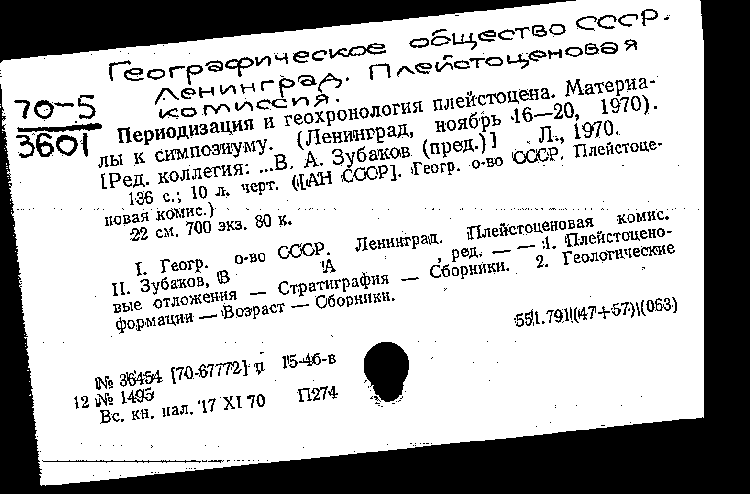 Географическое общество СССР.
Ленинград. Плейстоценовая
комиссия.
70-5
3601
Периодизация и геохронология плейстоцена. Материа-
лы к симпозиуму. (Ленинград, ноябрь 16—20, 1970).
[Ред. коллегия: ...В. А. Зубаков (пред.)] Л., 1970.
136 с.; 10 л. черт. ([АН СССР]. Геогр. о-во СССР. Плейстоце-
новая комис.)
22 см. 700 экз. 80 к.
I. Геогр. о-во СССР. Ленинград. Плейстоценовая комис.
II. Зубаков, В А , ред. — — 1. Плейстоцено-
вые отложения — Стратиграфия — Сборники. 2. Геологические
формации — Возраст — Сборники.
551.791(47+57)(063)
№ 36454 [70-67772] п 15-4б-в
12 № 1495
Вс. кн. пал. 17 XI 70 П274